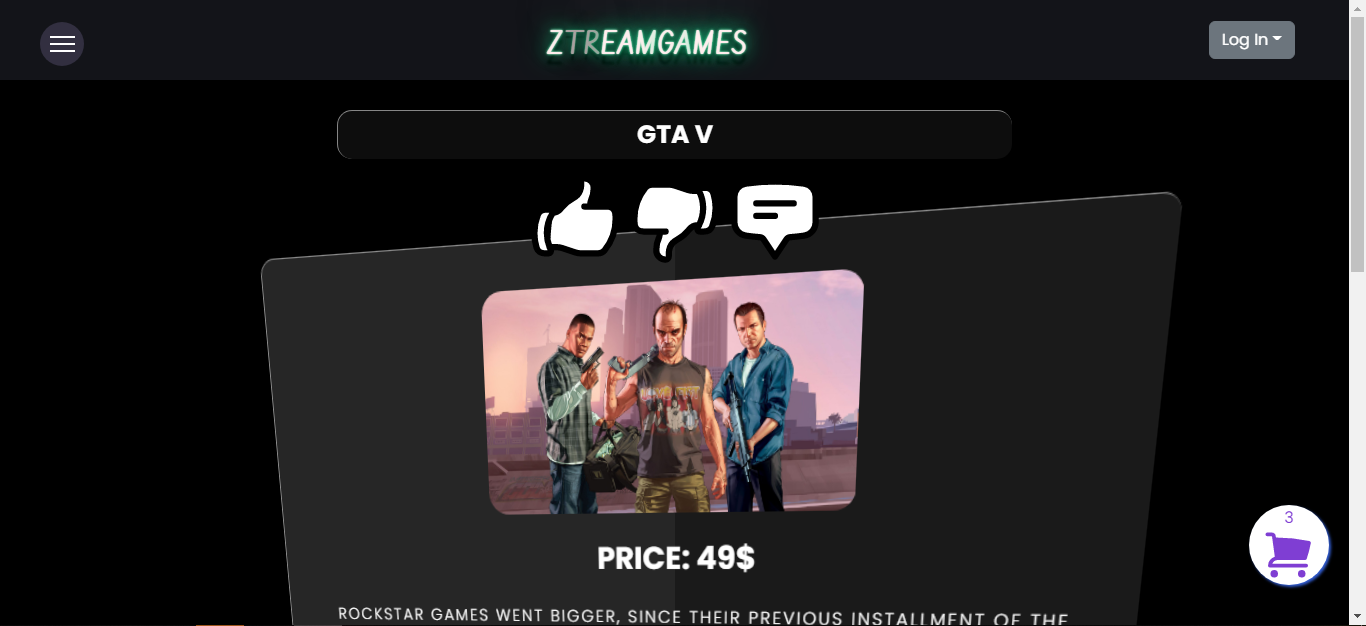 ZTREAMGAMES
Log In
GTA V
PRICE: 49$
3
ROCKSTAR GAMES WENT BIGGER, SINCE THEIR PREVIOUS INSTALLMENT OF THE